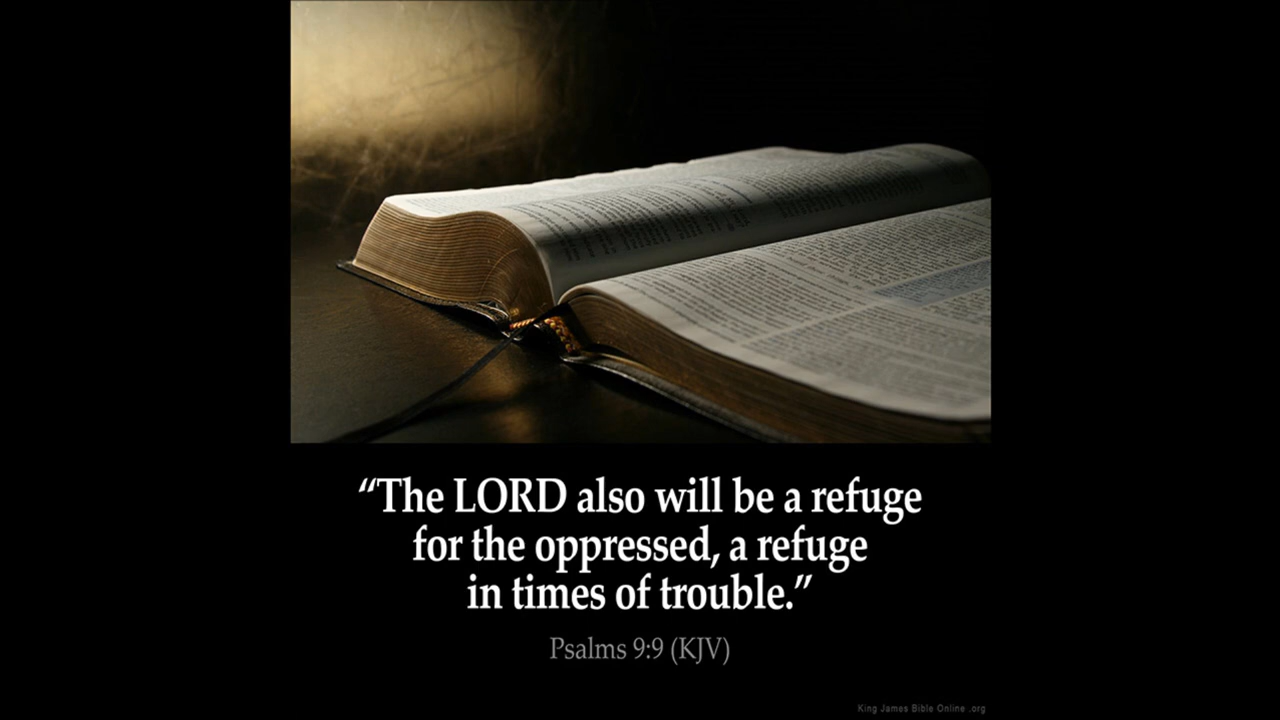 “The LORD also will be a refuge
for the oppressed, a refuge
in times of trouble.”
Psalms 9:9 (KJV)
King James Bible Online .org